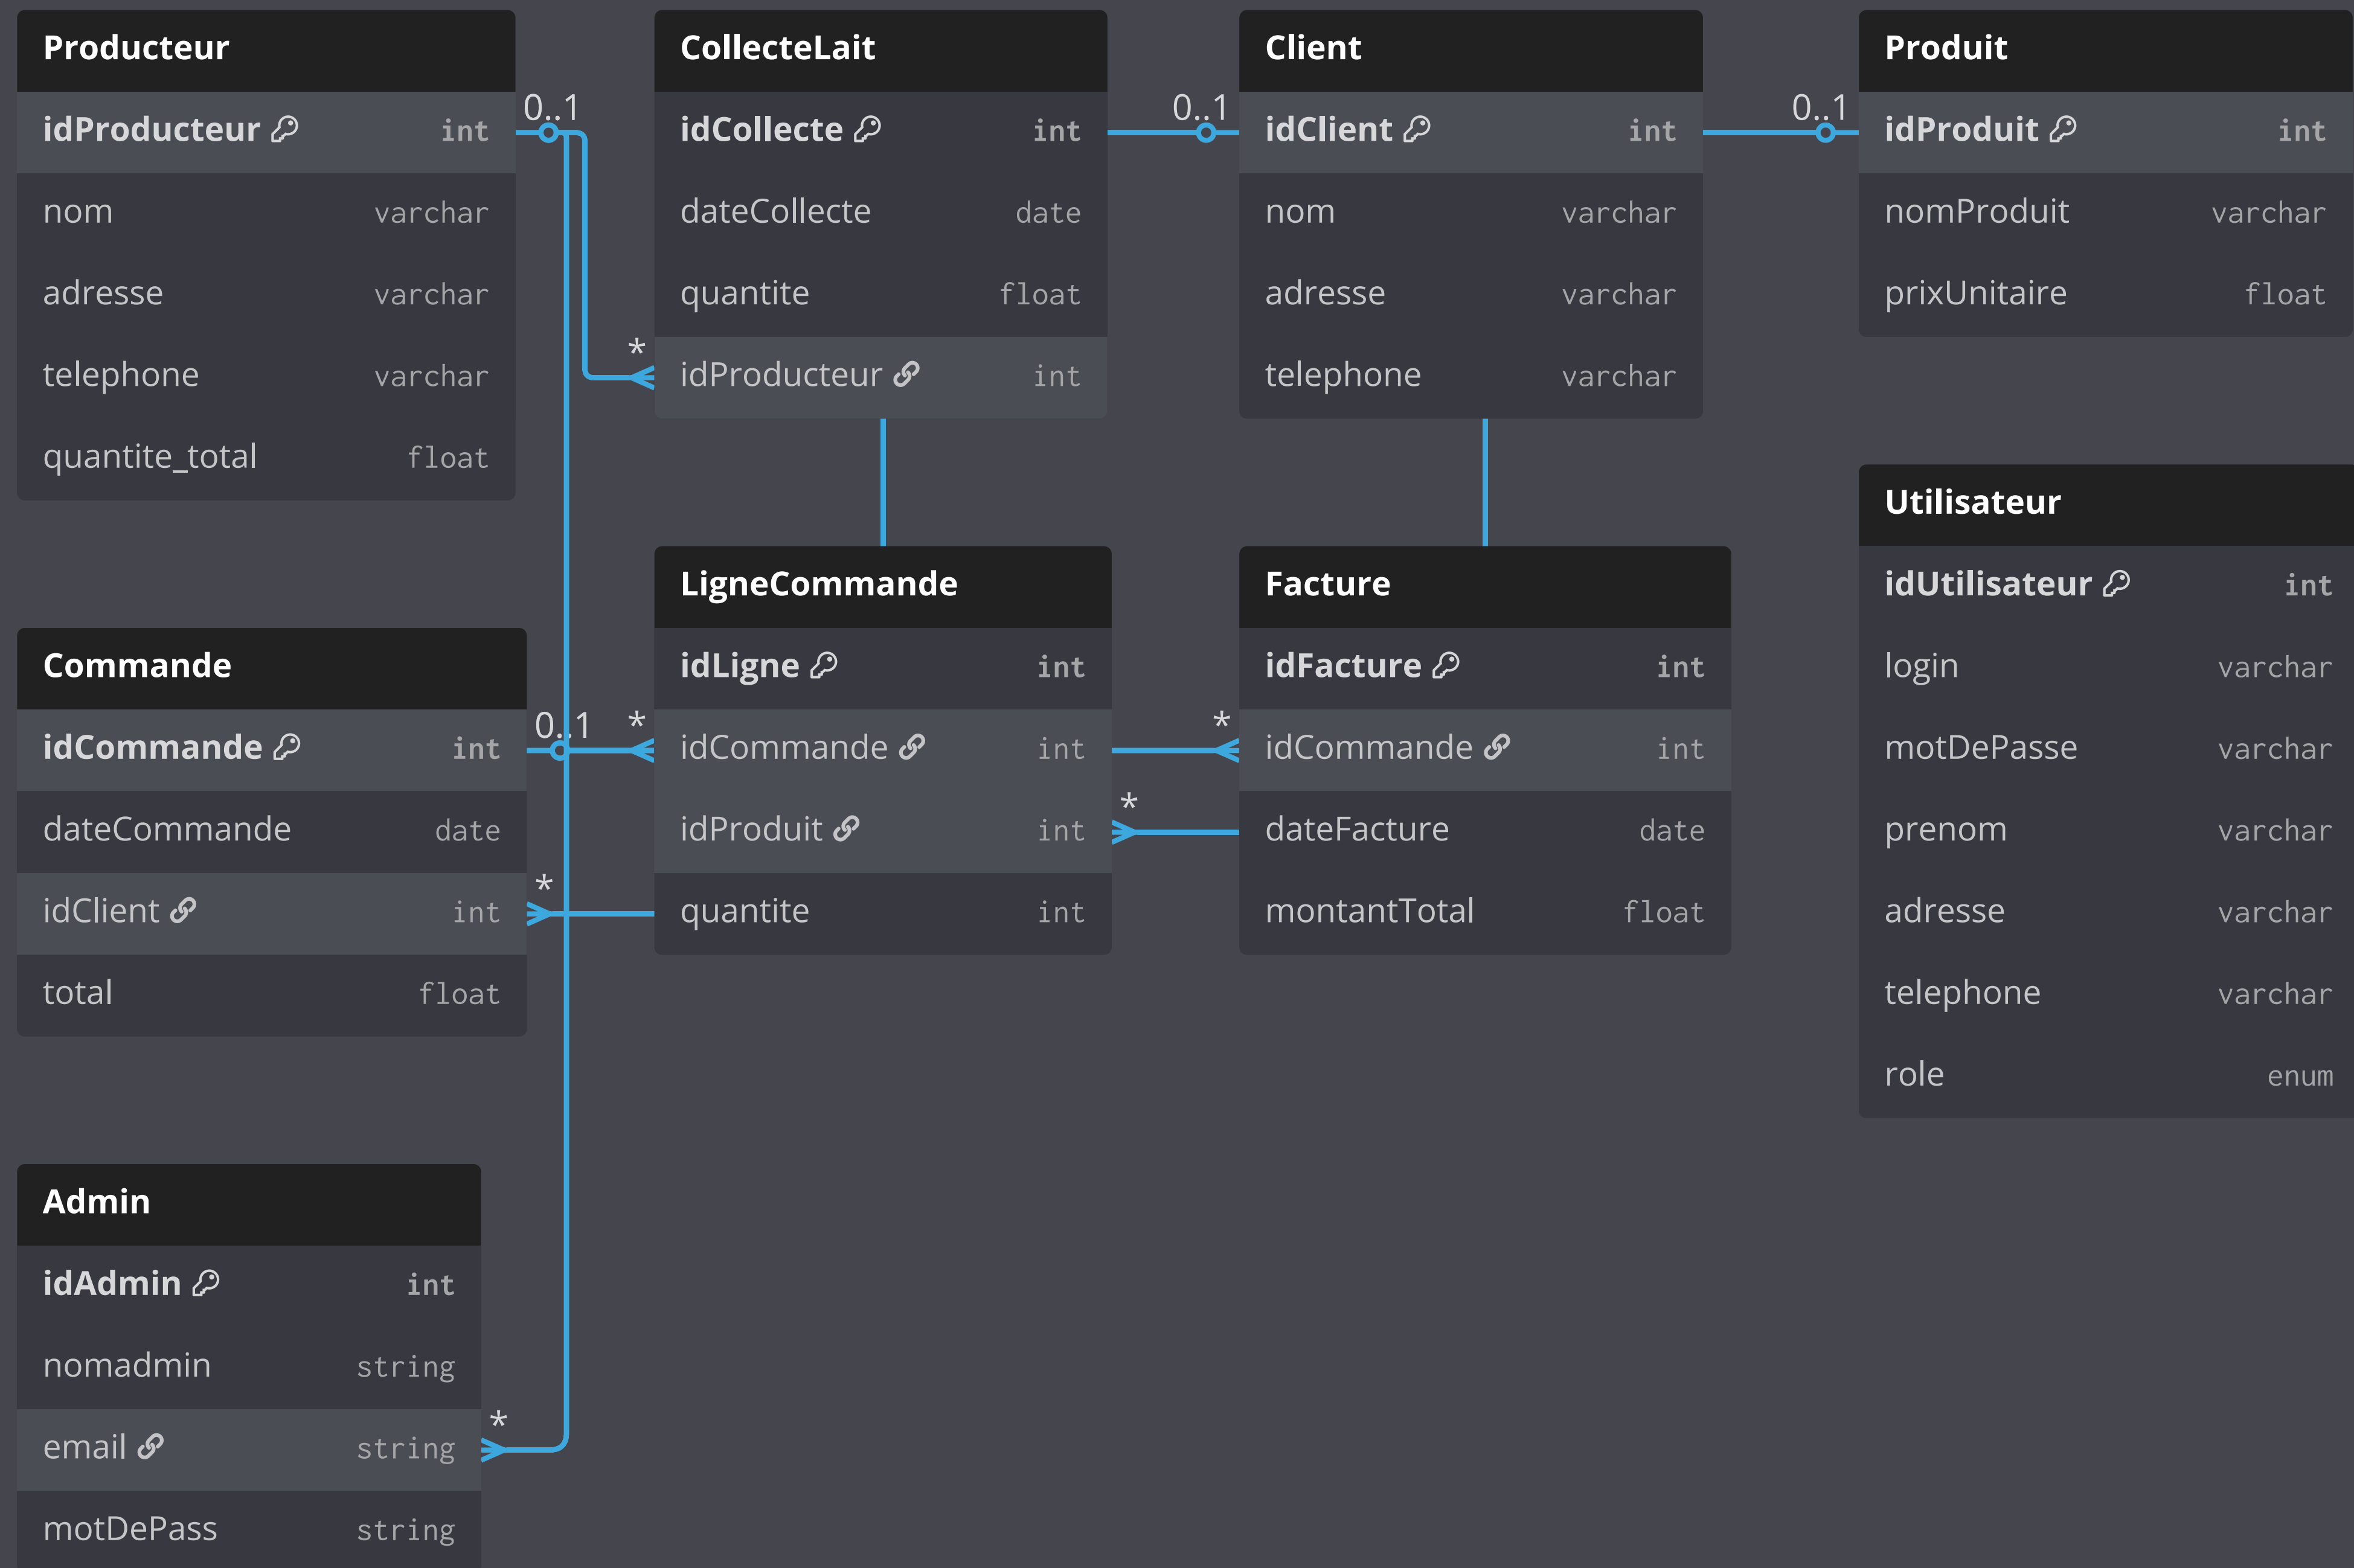 Producteur
idProducteur int
nom varchar
adresse varchar
telephone varchar
quantite_total float
0..1
CollecteLait
idCollecte int
dateCollecte date
quantite float
* idProducteur int
0..1
Client
idClient int
nom varchar
adresse varchar
telephone varchar
0..1
Produit
idProduit int
nomProduit varchar
prixUnitaire float
Commande
idCommande int
dateCommande date
idClient int
total float
0..1
*
*
LigneCommande
idLigne int
idCommande int
idProduit int
quantite int
*
*
Facture
idFacture int
idCommande int
dateFacture date
montantTotal float
Utilisateur
idUtilisateur int
login varchar
motDePasse varchar
prenom varchar
adresse varchar
telephone varchar
role enum
Admin
idAdmin int
nomadmin string
email string
*
motDePass string